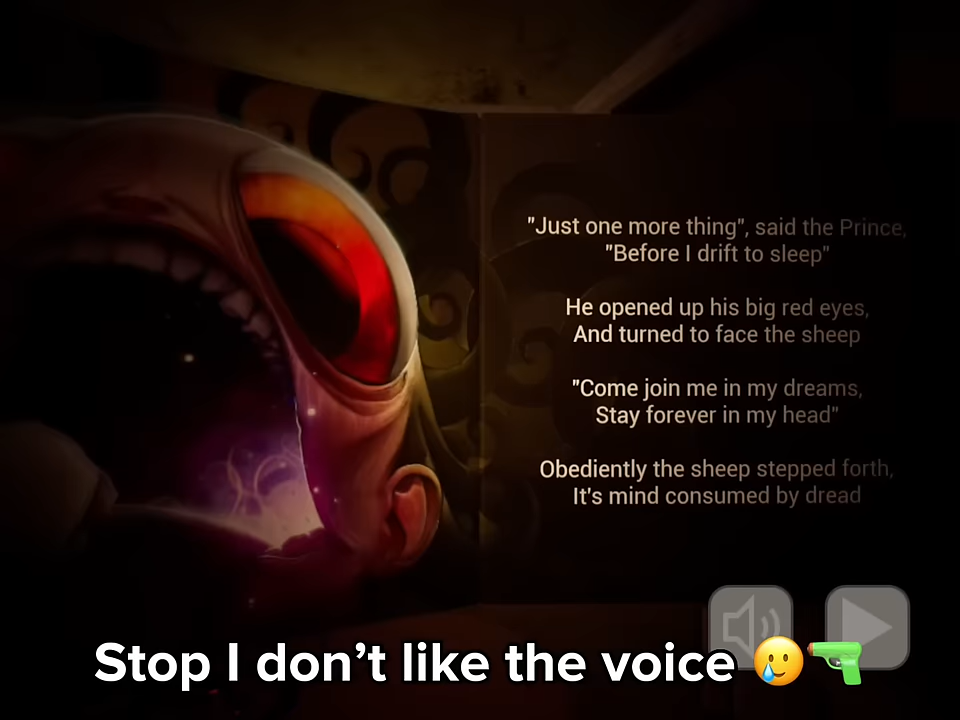 "Just one more thing", said the Prince,
"Before I drift to sleep"
He opened up his big red eyes,
And turned to face the sheep
"Come join me in my dreams,
Stay forever in my head"
Obediently the sheep stepped forth,
It's mind consumed by dread
Stop I don’t like the voice 🥲🔫